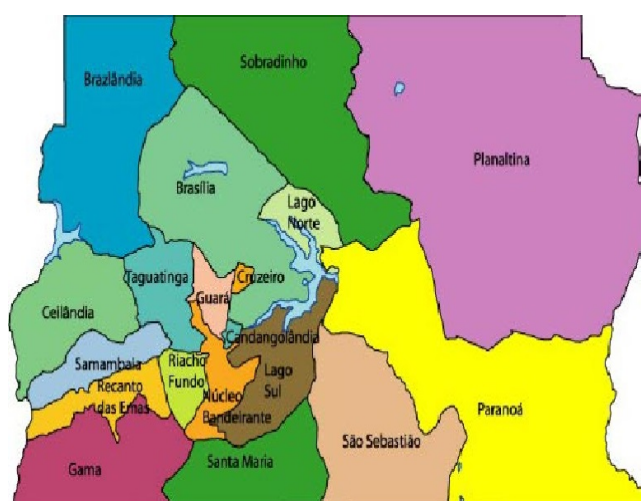 Sobradinho
Brazlândia
Planaltina
Brasília
Lago
Norte
Taguatinga
Cruzeiro
Guará
Ceilândia
Candangolândia
Samambaia
Riacho
Fundo
Lago
Sul
Recanto
das Emas
Núcleo
Bandeirante
Paranoá
São Sebastião
Santa Maria
Gama